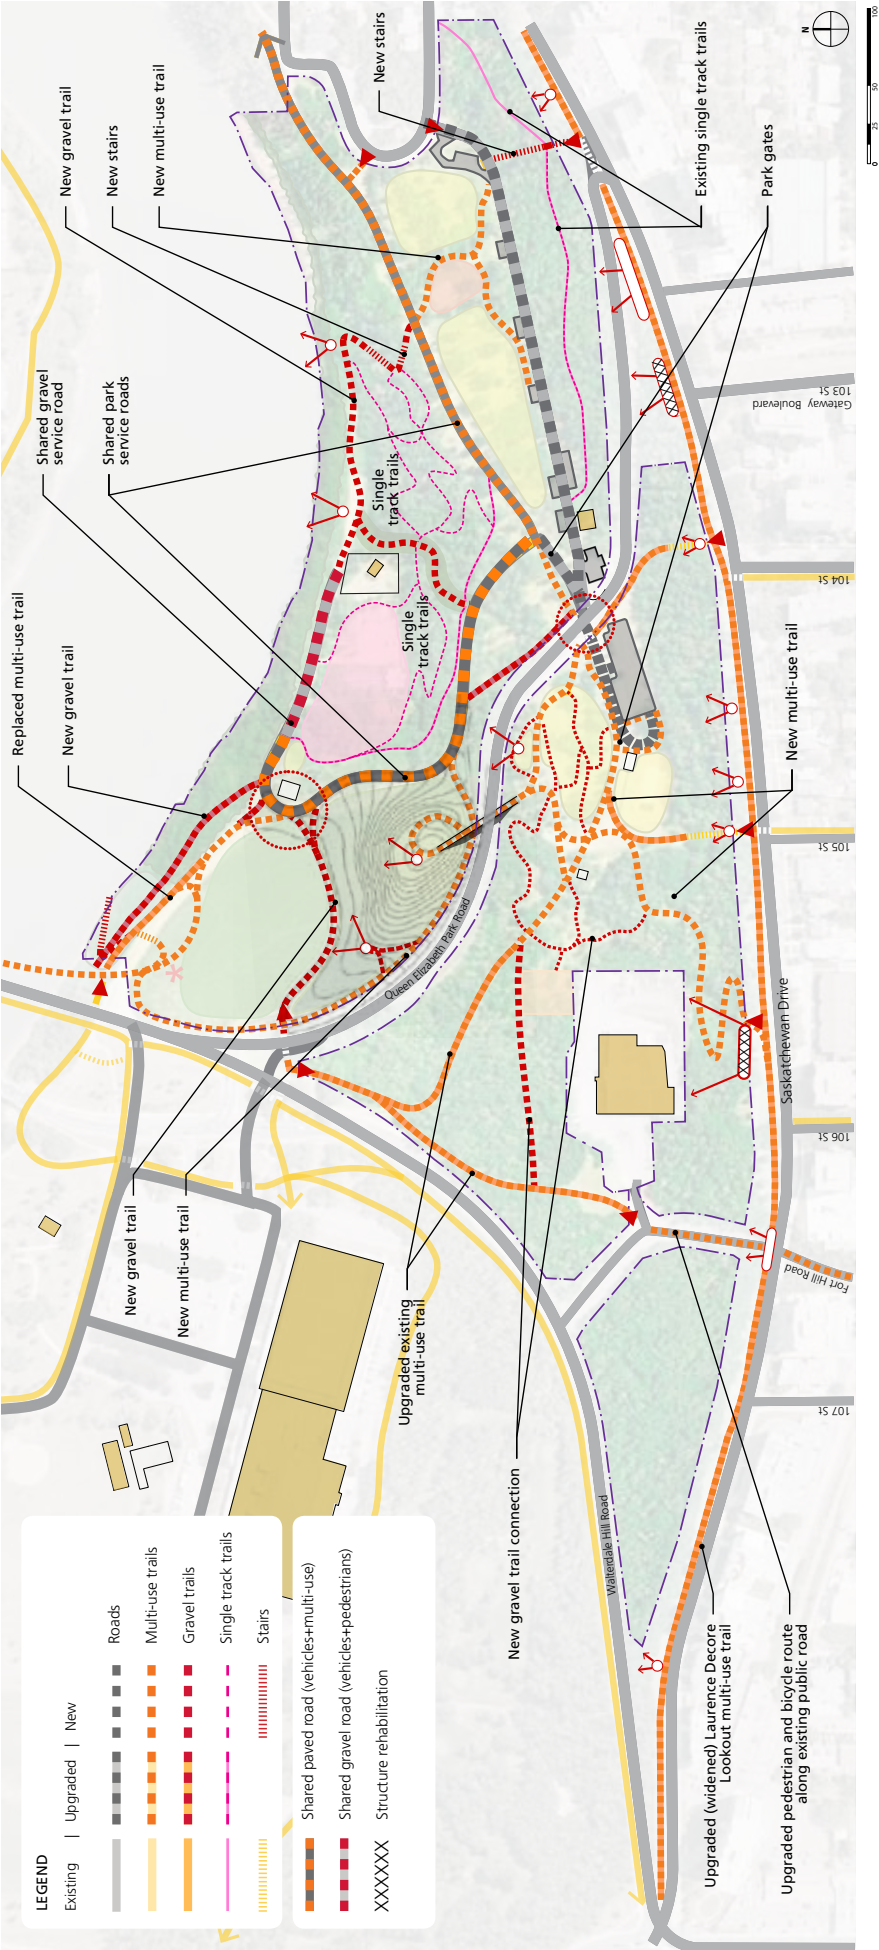 LEGEND
Existing | Upgraded | New
Roads
Multi-use trails
Gravel trails
Single track trails
Stairs
Shared paved road (vehicles+multi-use)
Shared gravel road (vehicles+pedestrians)
XXXXXX Structure rehabilitation
Replaced multi-use trail
New gravel trail
Shared gravel
service road
Shared park
service roads
New gravel trail
New stairs
New multi-use trail
New stairs
Existing single track trails
Park gates
Single
track trails
Single
track trails
New multi-use trail
New gravel trail
New multi-use trail
Upgraded existing
multi-use trail
New gravel trail connection
Upgraded (widened) Laurence Decore
Lookout multi-use trail
Upgraded pedestrian and bicycle route
along existing public road
Queen Elizabeth Park Road
Walterdale Hill Road
Saskatchewan Drive
Fort Hill Road
107 St
106 St
105 St
104 St
103 St
Gateway Boulevard
N
0 25 50 100